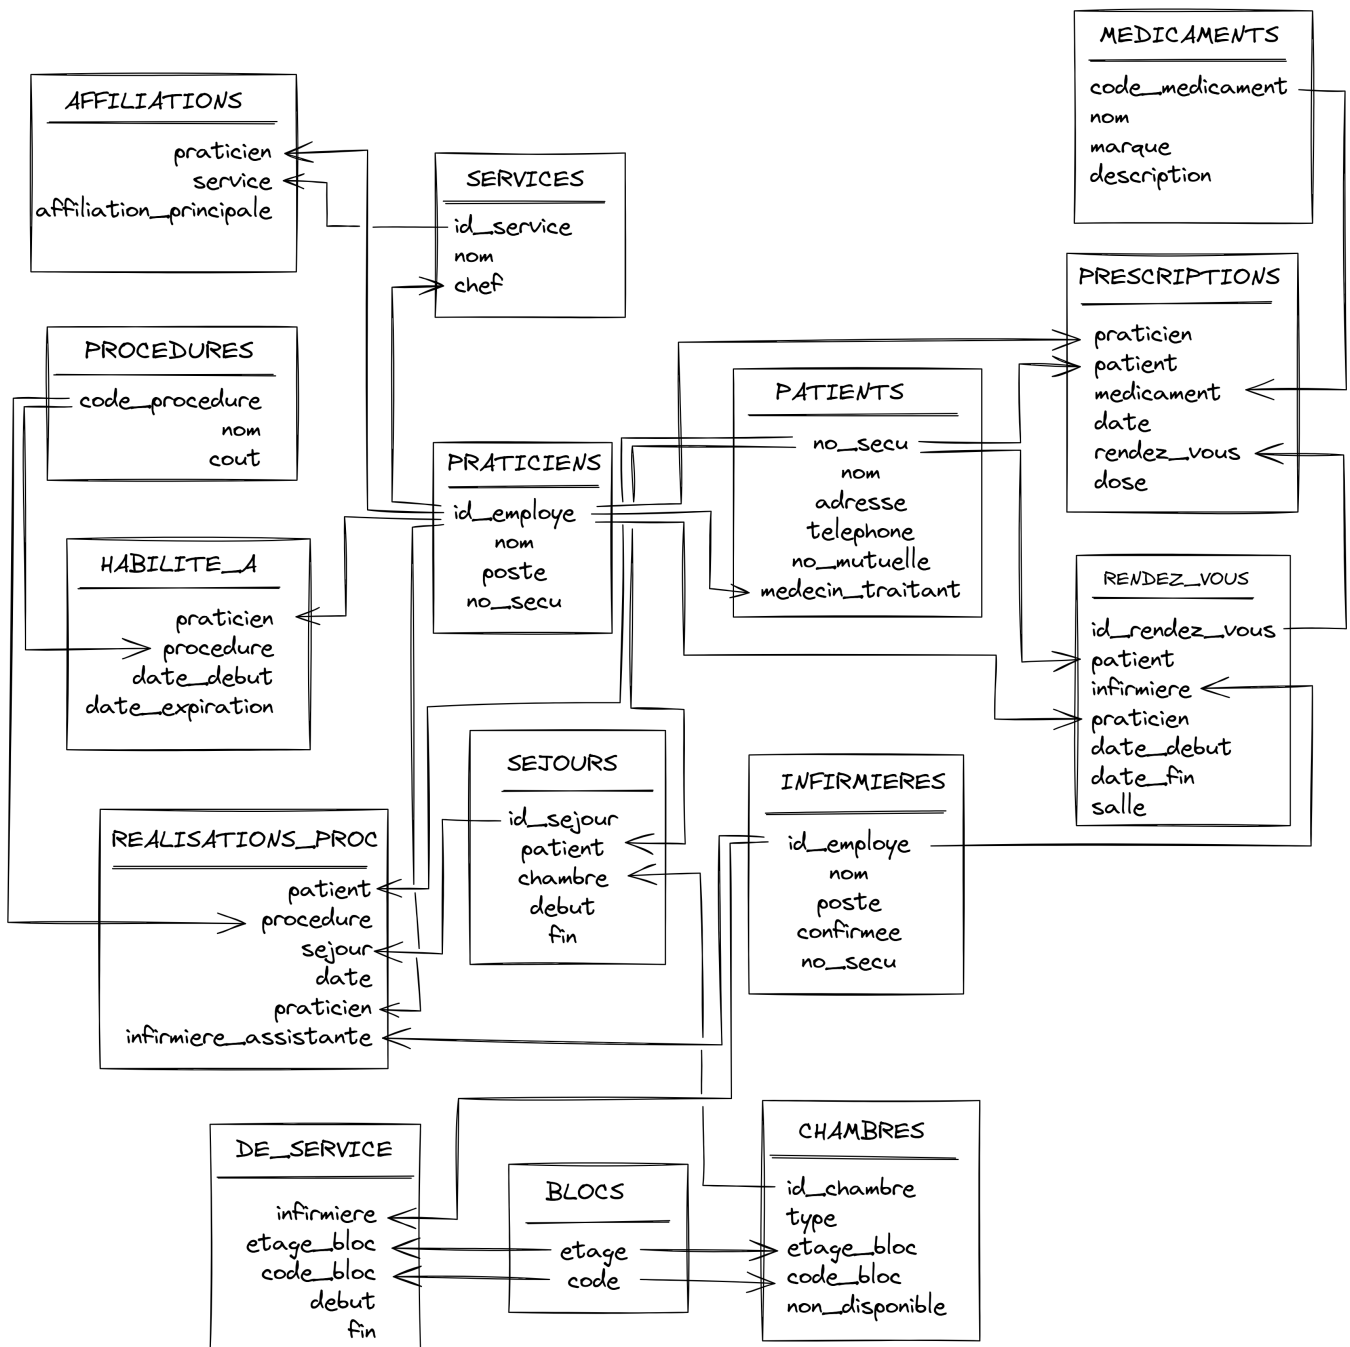 MEDICAMENTS
code_medicament
nom
marque
description
AFFILIATIONS
praticien
service
affiliation_principale
SERVICES
id_service
nom
chef
PRESCRIPTIONS
praticien
patient
medicament
date
rendez_vous
dose
PROCEDURES
code_procedure
nom
cout
PATIENTS
no_secu
nom
adresse
telephone
no_mutuelle
medecin_traitant
PRATICIENS
id_employe
nom
poste
no_secu
HABILITE_A
praticien
procedure
date_debut
date_expiration
RENDEZ_VOUS
id_rendez_vous
patient
infirmiere
praticien
date_debut
date_fin
salle
SEJOURS
id_sejour
patient
chambre
debut
fin
INFIRMIERES
id_employe
nom
poste
confirmee
no_secu
REALISATIONS_PROC
patient
procedure
sejour
date
praticien
infirmiere_assistante
DE_SERVICE
infirmiere
etage_bloc
code_bloc
debut
fin
BLOCS
etage
code
CHAMBRES
id_chambre
type
etage_bloc
code_bloc
non_disponible